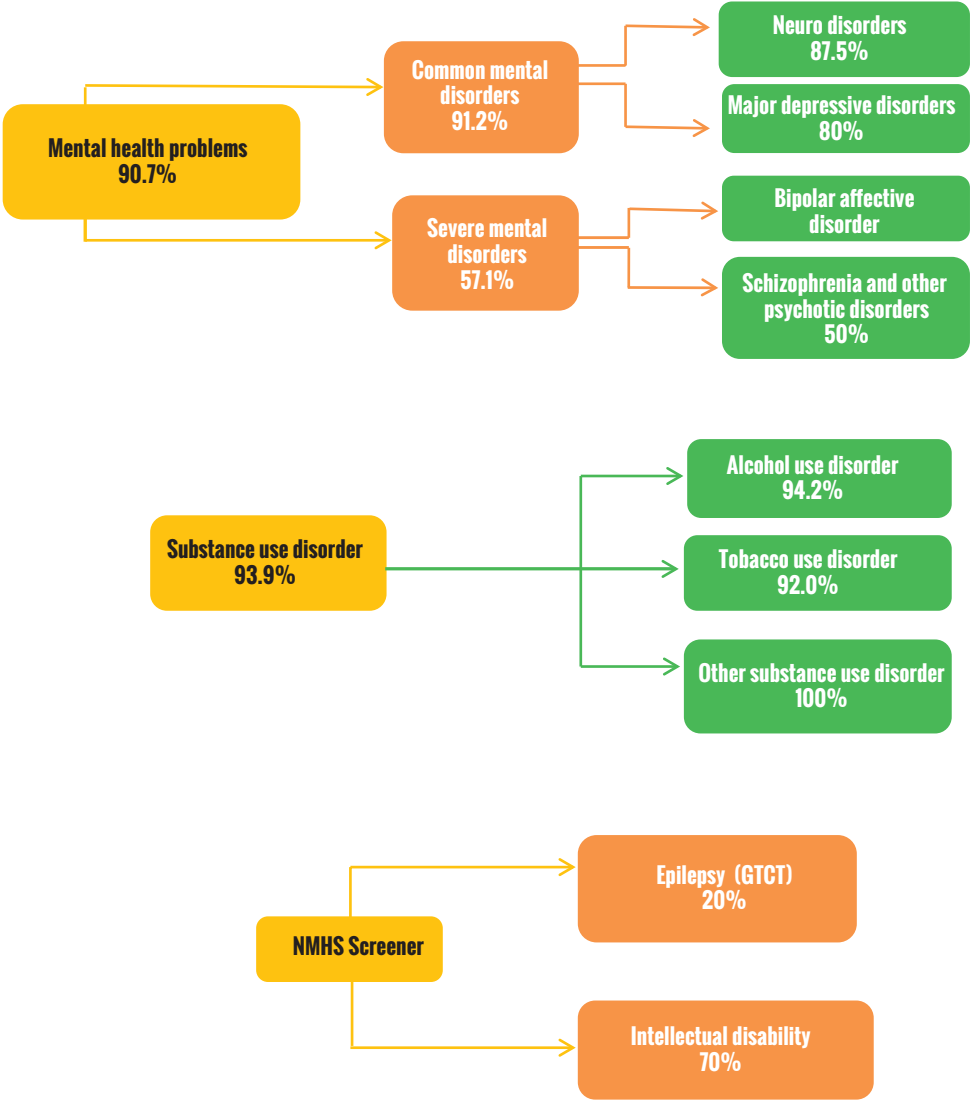 Neuro disorders
87.5%
Common mental
disorders
91.2%
Major depressive disorders
80%
Mental health problems
90.7%
Bipolar affective
disorder
Severe mental
disorders
57.1%
Schizophrenia and other
psychotic disorders
50%
Alcohol use disorder
94.2%
Substance use disorder
93.9%
Tobacco use disorder
92.0%
Other substance use disorder
100%
Epilepsy (GTCT)
20%
NMHS Screener
Intellectual disability
70%